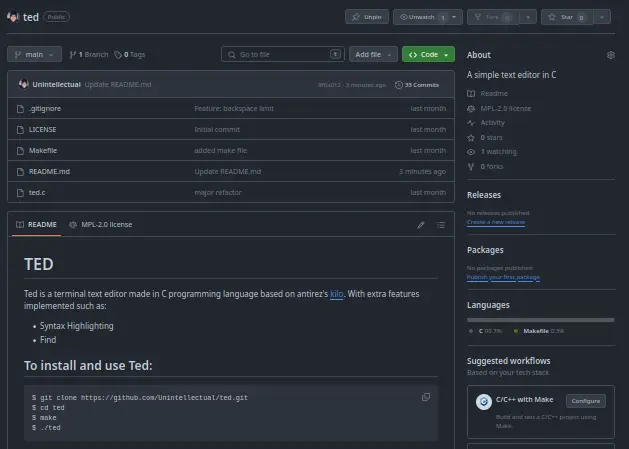 ted Public
Unpin
Unwatch 1
Fork 0
Star 0
main
1 Branch
0 Tags
Go to file
t
Add file
Code
Unintellectual Update README.md
3 minutes ago
33 Commits
.gitignore Feature: backspace limit last month
LICENSE Initial commit last month
Makefile added make file last month
README.md Update README.md 3 minutes ago
ted.c major refactor last month
README
MPL-2.0 license
TED
Ted is a terminal text editor made in C programming language based on antirez's kilo. With extra features
implemented such as:
• Syntax Highlighting
• Find
To install and use Ted:
$ git clone https://github.com/Unintellectual/ted.git
$ cd ted
$ make
$ ./ted
About
A simple text editor in C
Readme
MPL-2.0 license
Activity
0 stars
1 watching
0 forks
Releases
No releases published
Create a new release
Packages
No packages published
Publish your first package
Languages
C 99.7%
Makefile 0.3%
Suggested workflows
Based on your tech stack
C/C++ with Make
Configure
Build and test a C/C++ project using
Make.